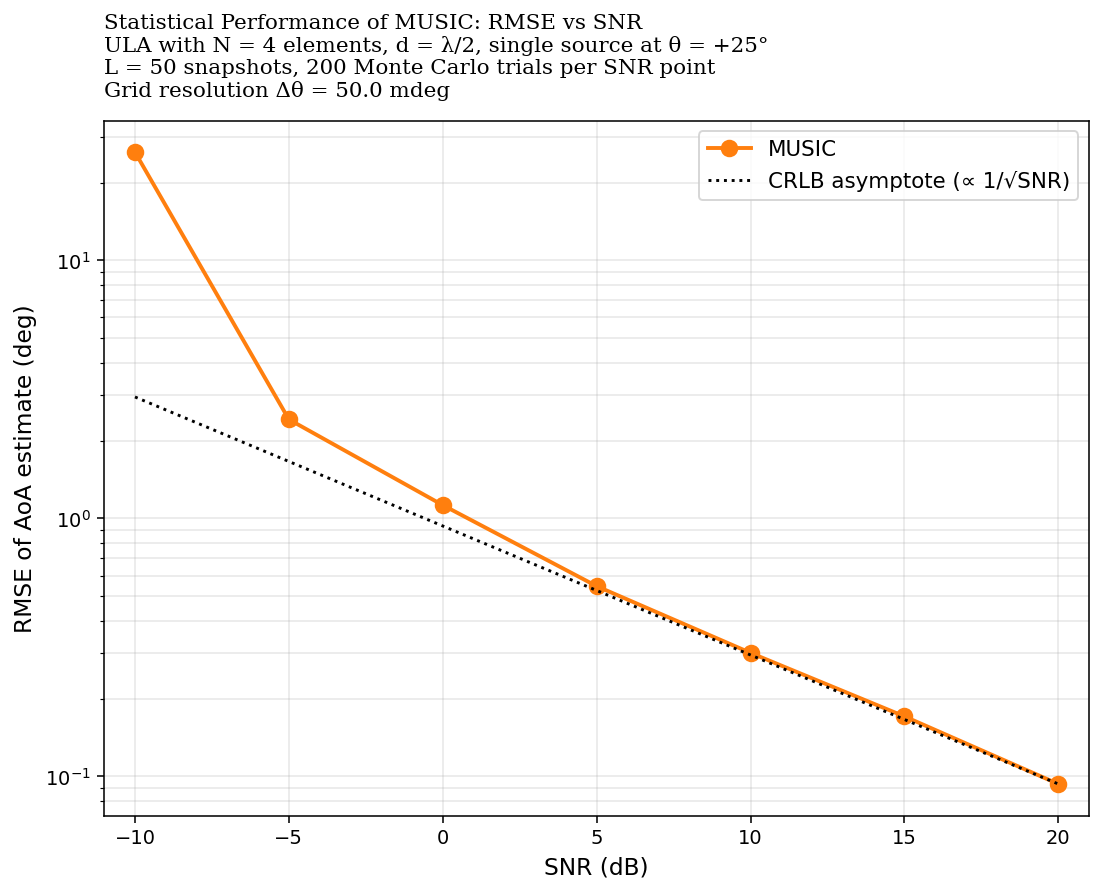 Statistical Performance of MUSIC: RMSE vs SNR
ULA with N = 4 elements, d = λ/2, single source at θ = +25°
L = 50 snapshots, 200 Monte Carlo trials per SNR point
Grid resolution Δθ = 50.0 mdeg
MUSIC
CRLB asymptote (∝ 1/√SNR)
RMSE of AoA estimate (deg)
10¹
10⁰
10⁻¹
−10 −5 0 5 10 15 20
SNR (dB)